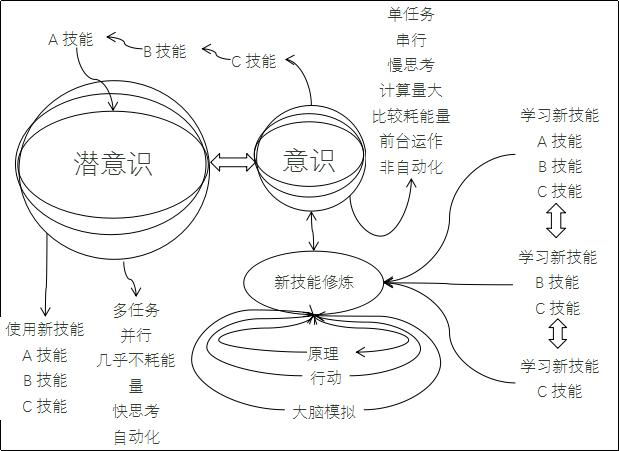 单任务
串行
慢思考
计算量大
比较耗能量
前台运作
非自动化
A 技能
B 技能
C 技能
潜意识
意识
学习新技能
A 技能
B 技能
C 技能
学习新技能
B 技能
C 技能
学习新技能
C 技能
新技能修炼
原理
行动
大脑模拟
使用新技能
A 技能
B 技能
C 技能
多任务
并行
几乎不耗能
量
快思考
自动化